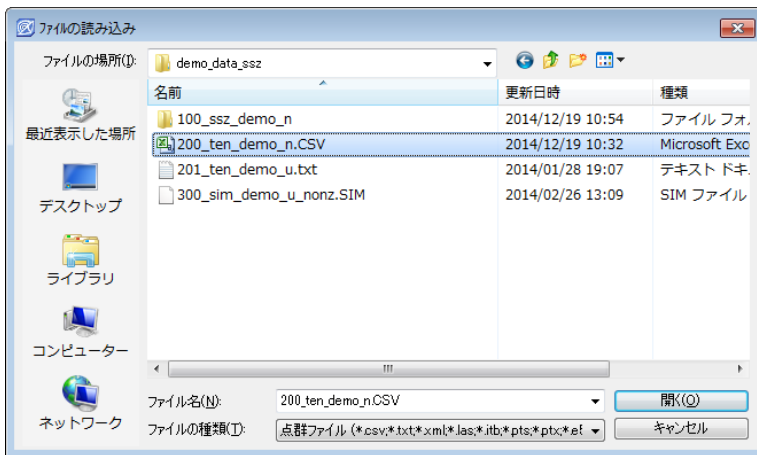 ファイルの読み込み
ファイルの場所(I):
demo_data_ssz
名前
更新日時
種類
100_ssz_demo_n
2014/12/19 10:54
ファイル フォ
200_ten_demo_n.CSV
2014/12/19 10:32
Microsoft Exc
201_ten_demo_u.txt
2014/01/28 19:07
テキスト ドキ
300_sim_demo_u_nonz.SIM
2014/02/26 13:09
SIM ファイル
最近表示した場所
デスクトップ
ライブラリ
コンピューター
ネットワーク
ファイル名(N):
200_ten_demo_n.CSV
開く(O)
ファイルの種類(T):
点群ファイル (*.csv;*.txt;*.xml;*.las;*.itb;*.pts;*.ptx;*.e
キャンセル